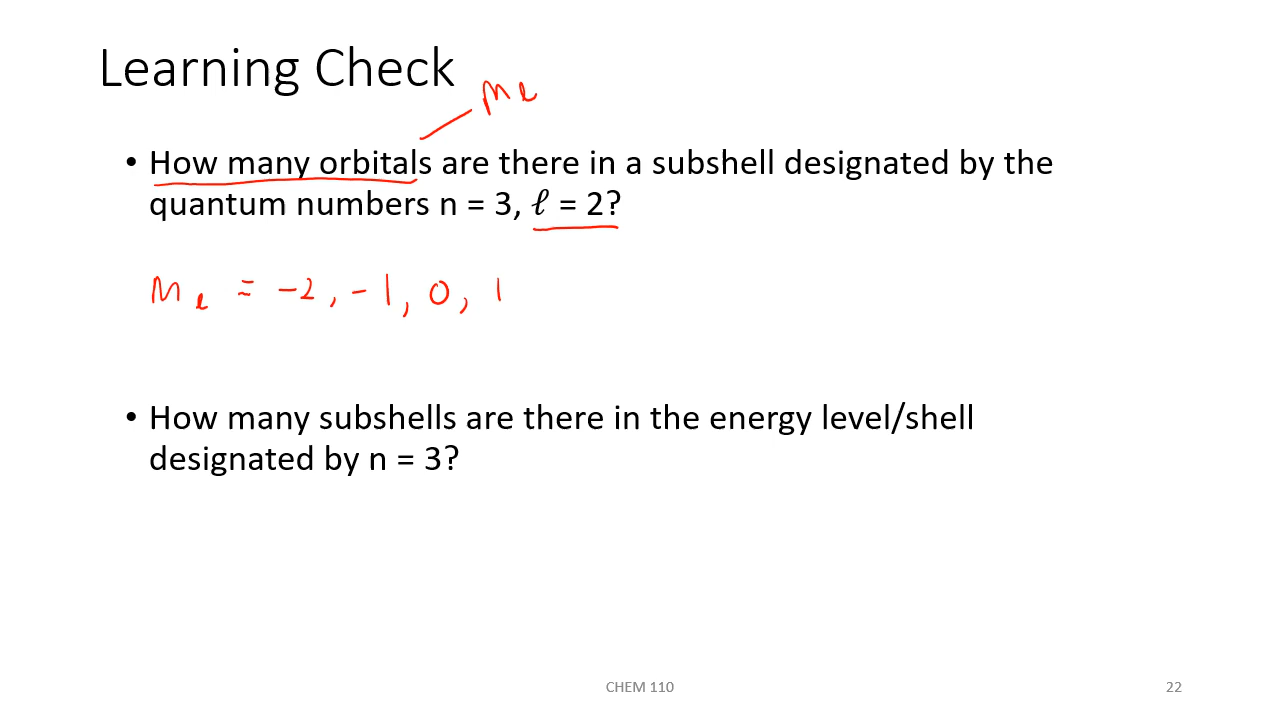 Learning Check
mℓ
• How many orbitals are there in a subshell designated by the
quantum numbers n = 3, ℓ = 2?
mℓ = -2, -1, 0, 1
• How many subshells are there in the energy level/shell
designated by n = 3?
CHEM 110
22